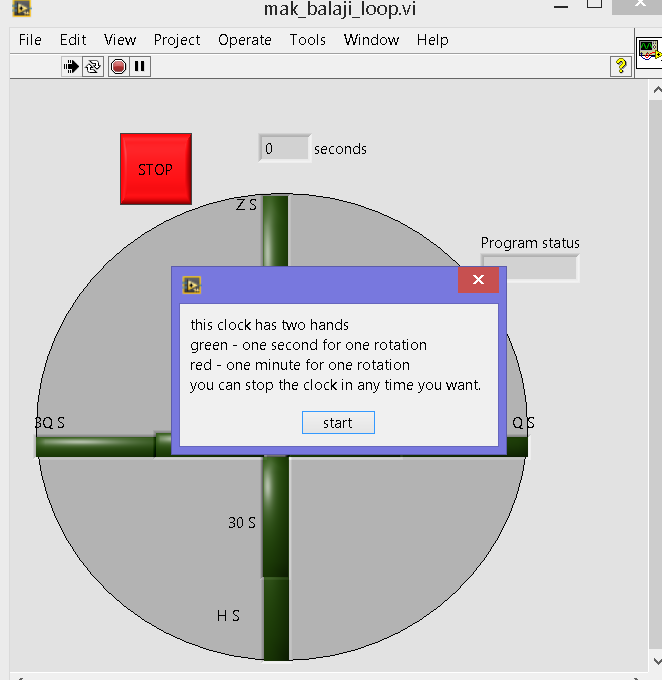 mak_balaji_loop.vi
File Edit View Project Operate Tools Help
?
STOP
0 seconds
Z S
Program status
this clock has two hands
green - one second for one rotation
red - one minute for one rotation
you can stop the clock in any time you want.
start
3Q S
Q S
30 S
H S